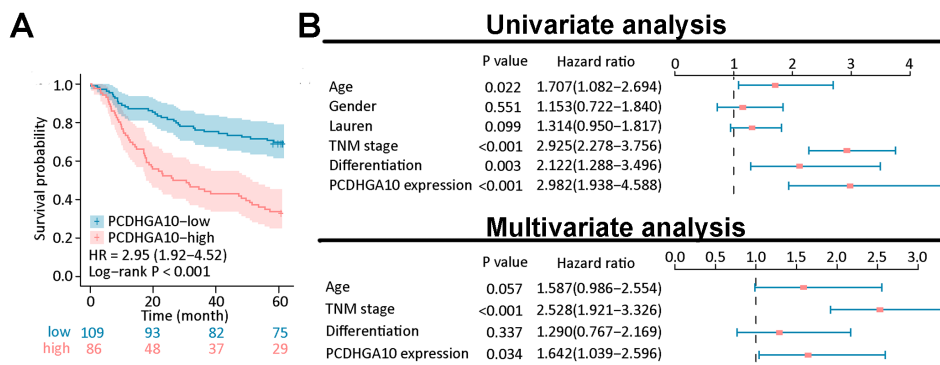 A
1.0
0.8
0.6
0.4
0.2
0.0
Survival probability
PCDHGA10–low
PCDHGA10–high
HR = 2.95 (1.92–4.52)
Log–rank P < 0.001
0 20 40 60
Time (month)
low 109 93 82 75
high 86 48 37 29
B
Univariate analysis
P value Hazard ratio 0 1 2 3 4
Age 0.022 1.707(1.082–2.694)
Gender 0.551 1.153(0.722–1.840)
Lauren 0.099 1.314(0.950–1.817)
TNM stage <0.001 2.925(2.278–3.756)
Differentiation 0.003 2.122(1.288–3.496)
PCDHGA10 expression <0.001 2.982(1.938–4.588)
Multivariate analysis
P value Hazard ratio 0.0 0.5 1.0 1.5 2.0 2.5 3.0
Age 0.057 1.587(0.986–2.554)
TNM stage <0.001 2.528(1.921–3.326)
Differentiation 0.337 1.290(0.767–2.169)
PCDHGA10 expression 0.034 1.642(1.039–2.596)